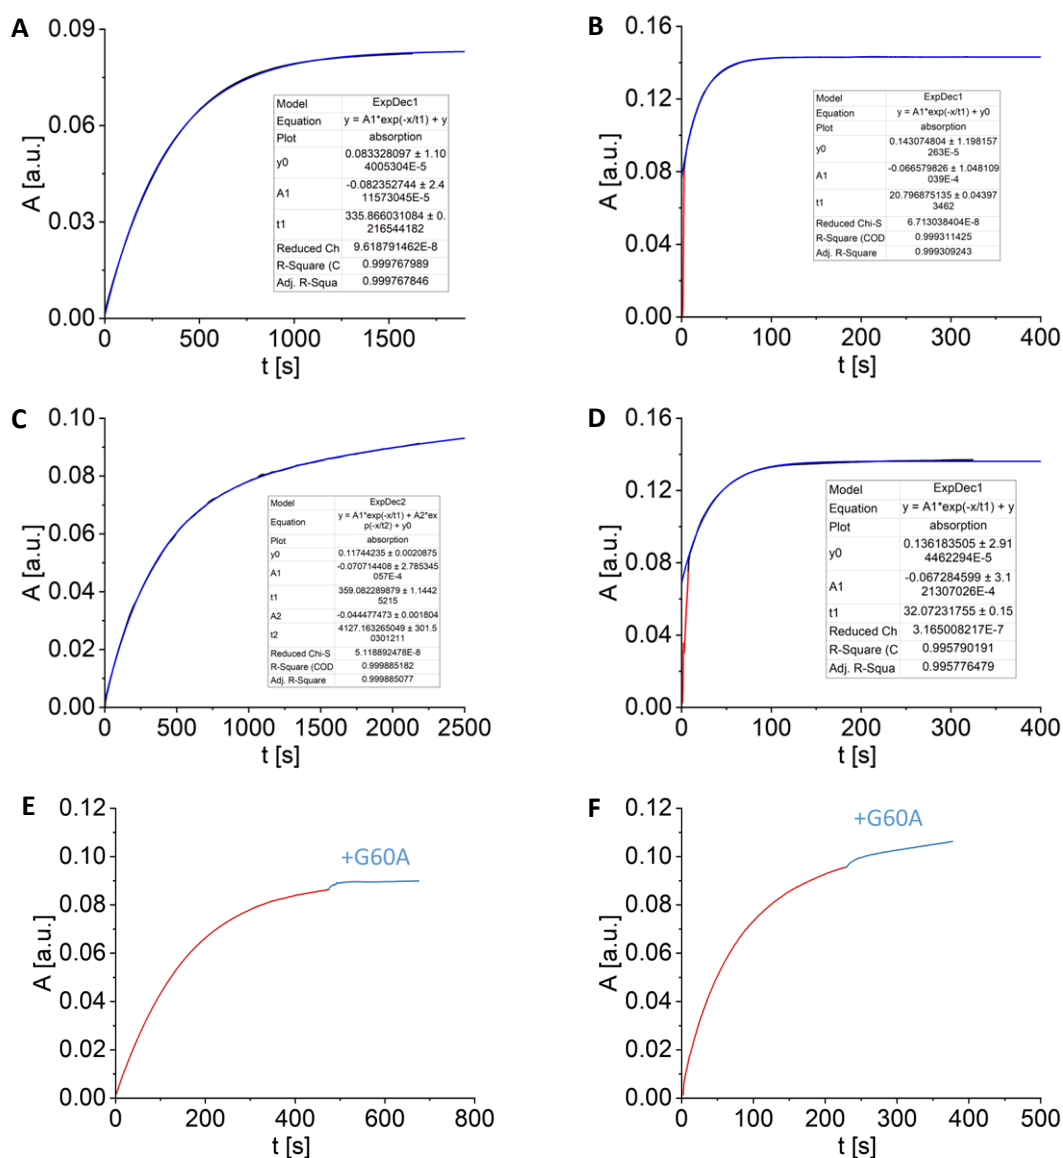 A
0.09
0.06
0.03
0.00
A [a.u.]
Model ExpDec1
Equation y = A1*exp(-x/t1) + y
Plot absorption
y0 0.083328097 ± 1.10
4005304E-5
A1 -0.082352744 ± 2.4
11573045E-5
t1 335.866031084 ± 0.
216544182
Reduced Ch 9.618791462E-8
R-Square (C 0.999767989
Adj. R-Squa 0.999767846
0 500 1000 1500
t [s]
B
0.16
0.12
0.08
0.04
0.00
A [a.u.]
Model ExpDec1
Equation y = A1*exp(-x/t1) + y0
Plot absorption
y0 0.143074804 ± 1.198157
263E-5
A1 -0.066579826 ± 1.048109
039E-4
t1 20.796875135 ± 0.04397
3462
Reduced Chi-S 6.713038404E-8
R-Square (COD 0.999311425
Adj. R-Square 0.999309243
0 100 200 300 400
t [s]
C
0.10
0.08
0.06
0.04
0.02
0.00
A [a.u.]
Model ExpDec2
Equation y = A1*exp(-x/t1) + A2*ex
p(-x/t2) + y0
Plot absorption
y0 0.11744235 ± 0.0020875
A1 -0.070714408 ± 2.785345
057E-4
t1 359.082289879 ± 1.1442
5215
A2 -0.044477473 ± 0.001804
t2 4127.163265049 ± 301.5
0301211
Reduced Chi-S 5.118892478E-8
R-Square (COD 0.999885182
Adj. R-Square 0.999885077
0 500 1000 1500 2000 2500
t [s]
D
0.16
0.12
0.08
0.04
0.00
A [a.u.]
Model ExpDec1
Equation y = A1*exp(-x/t1) + y
Plot absorption
y0 0.136183505 ± 2.91
4462294E-5
A1 -0.067284599 ± 3.1
21307026E-4
t1 32.07231755 ± 0.15
Reduced Ch 3.165008217E-7
R-Square (C 0.995790191
Adj. R-Squa 0.995776479
0 100 200 300 400
t [s]
E
0.12
0.10
0.08
0.06
0.04
0.02
0.00
A [a.u.]
+G60A
0 200 400 600 800
t [s]
F
0.12
0.10
0.08
0.06
0.04
0.02
0.00
A [a.u.]
+G60A
0 100 200 300 400 500
t [s]